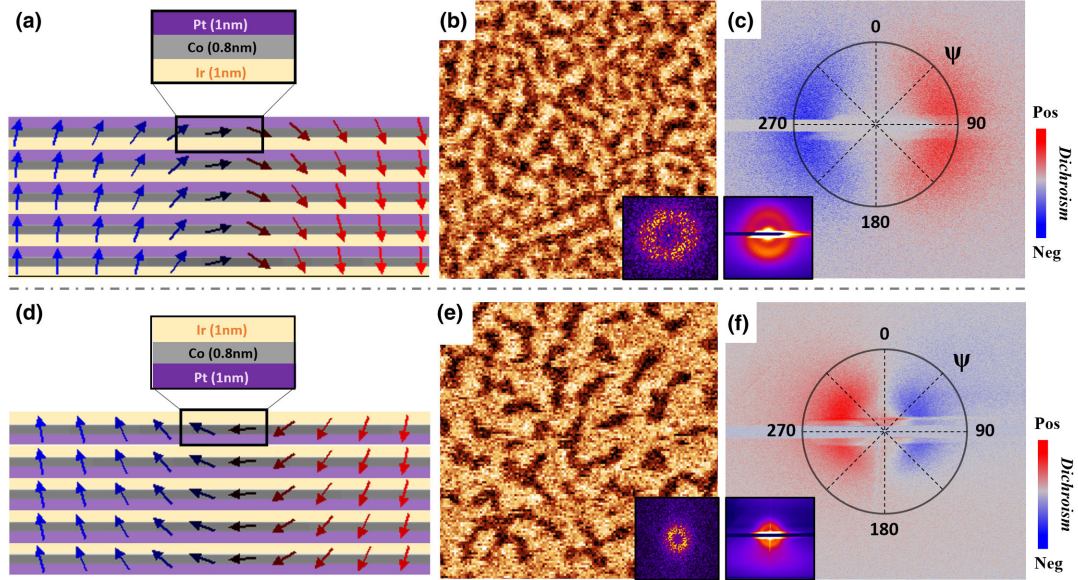 (a)
Pt (1nm)
Co (0.8nm)
Ir (1nm)
(b)
(c)
0
ψ
270
90
180
Pos
Dichroism
Neg
(d)
Ir (1nm)
Co (0.8nm)
Pt (1nm)
(e)
(f)
0
ψ
270
90
180
Pos
Dichroism
Neg